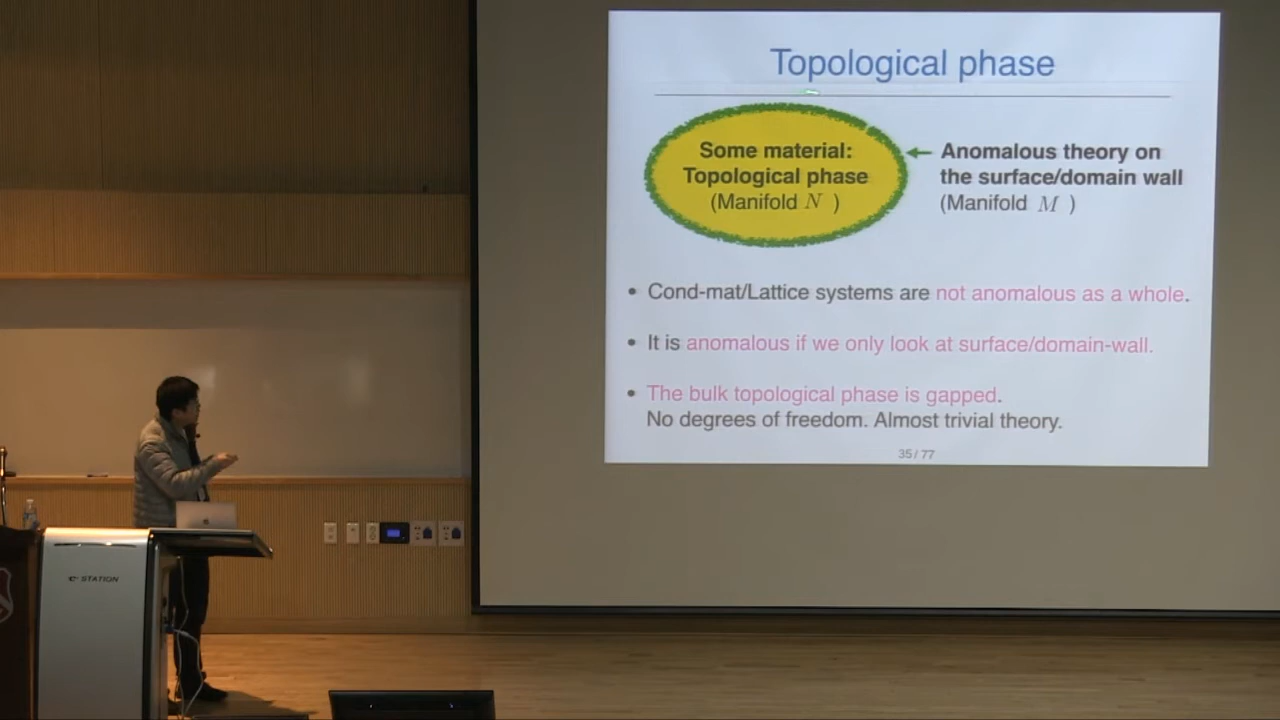 Topological phase
Some material:
Topological phase
(Manifold N )
Anomalous theory on
the surface/domain wall
(Manifold M )
• Cond-mat/Lattice systems are not anomalous as a whole.
• It is anomalous if we only look at surface/domain-wall.
• The bulk topological phase is gapped.
No degrees of freedom. Almost trivial theory.
35 / 77
e-STATION